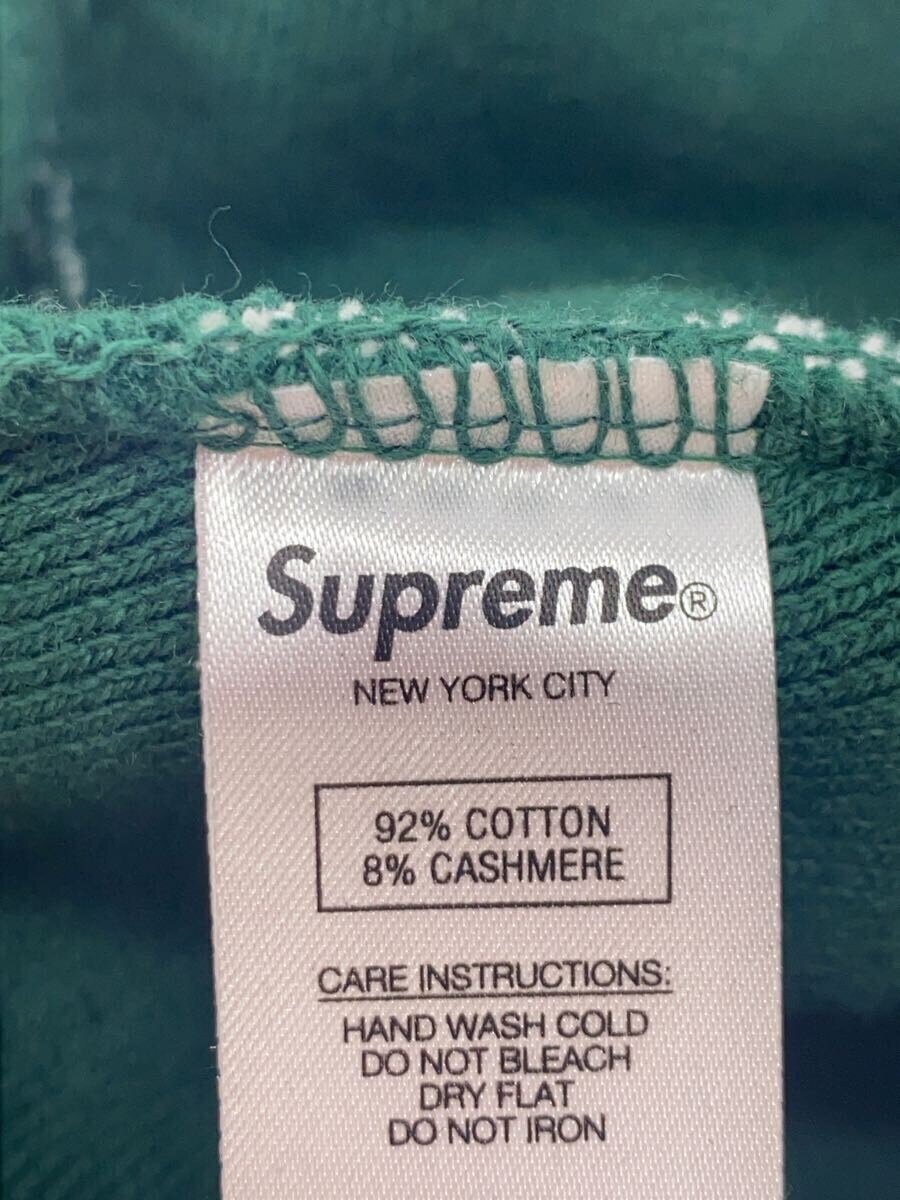 Supreme®
NEW YORK CITY
92% COTTON
8% CASHMERE
CARE INSTRUCTIONS:
HAND WASH COLD
DO NOT BLEACH
DRY FLAT
DO NOT IRON